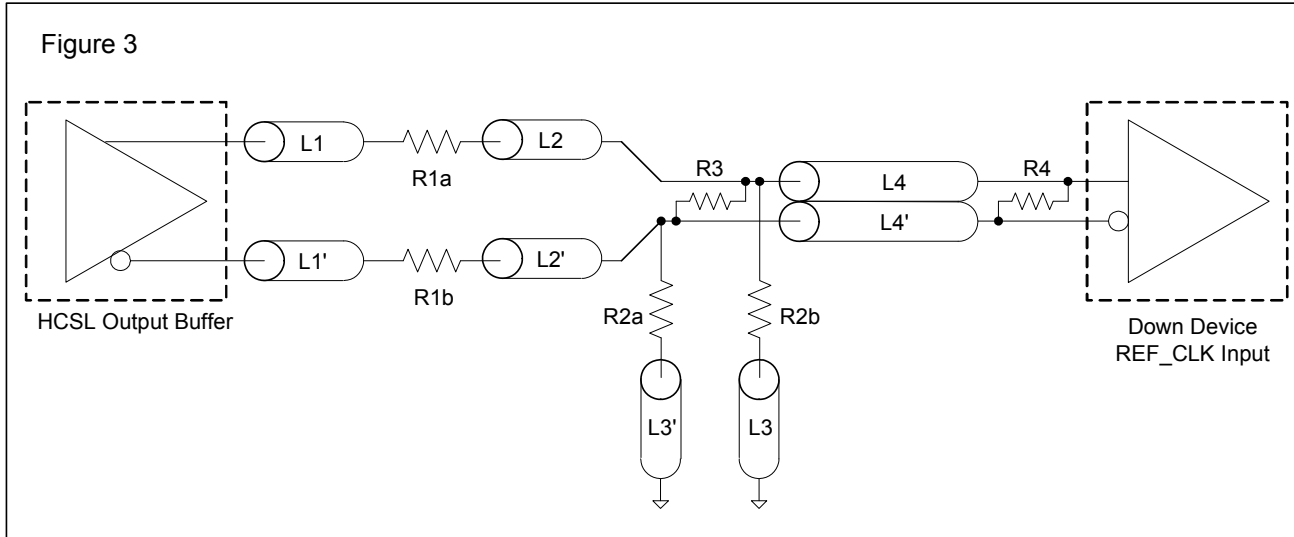 Figure 3
L1
R1a
L2
R3
L4
R4
L4'
L1'
R1b
L2'
HCSL Output Buffer
R2a
R2b
Down Device
REF_CLK Input
L3'
L3